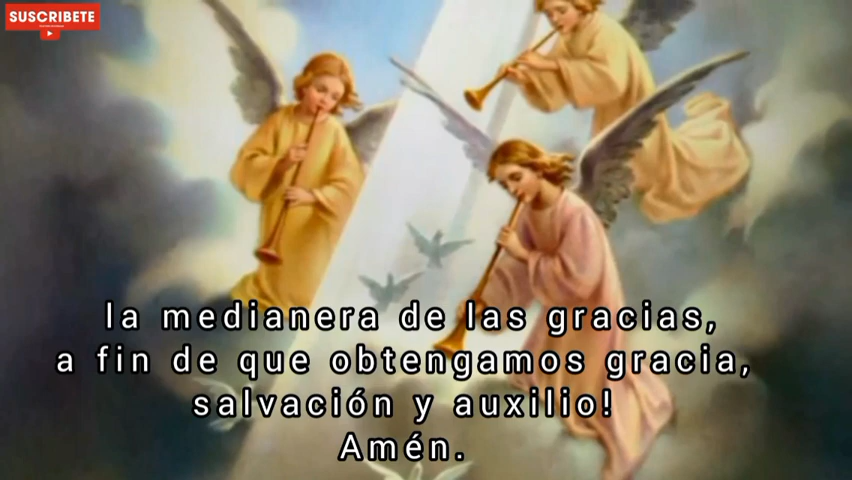 SUSCRIBETE
la medianera de las gracias,
a fin de que obtengamos gracia,
salvación y auxilio!
Amén.